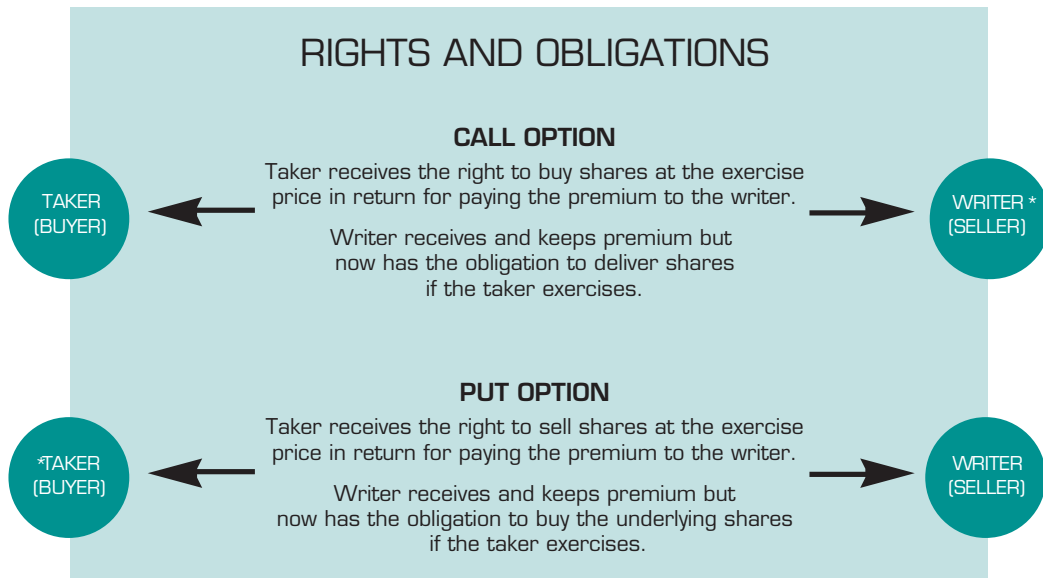 RIGHTS AND OBLIGATIONS
CALL OPTION
Taker receives the right to buy shares at the exercise
price in return for paying the premium to the writer.
Writer receives and keeps premium but
now has the obligation to deliver shares
if the taker exercises.
TAKER
(BUYER)
WRITER *
(SELLER)
PUT OPTION
Taker receives the right to sell shares at the exercise
price in return for paying the premium to the writer.
Writer receives and keeps premium but
now has the obligation to buy the underlying shares
if the taker exercises.
*TAKER
(BUYER)
WRITER
(SELLER)